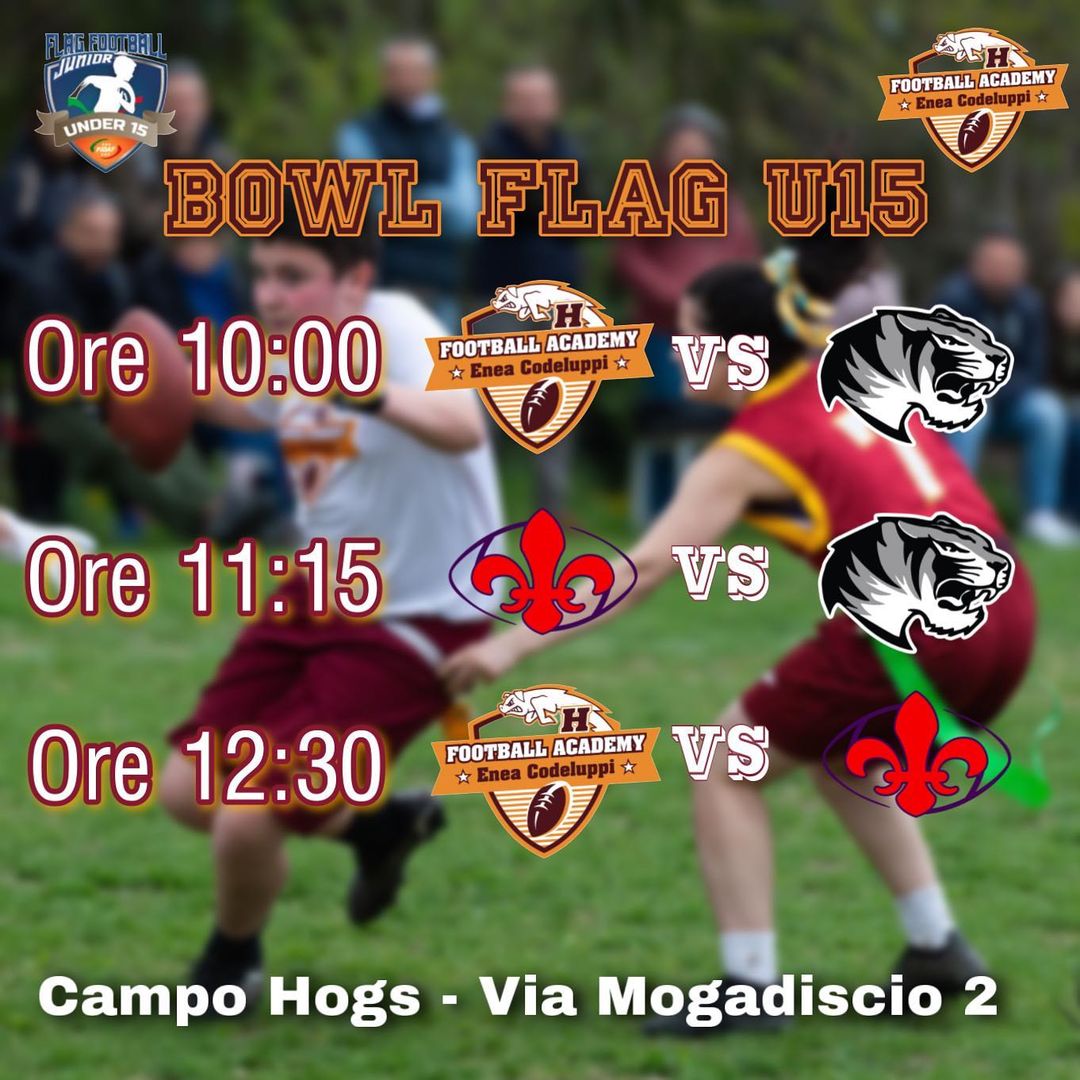 FLAG FOOTBALL
JUNIOR
UNDER 15
FIDAF
H
FOOTBALL ACADEMY
Enea Codeluppi
BOWL FLAG U15
Ore 10:00
H
FOOTBALL ACADEMY
Enea Codeluppi
VS
Ore 11:15
VS
Ore 12:30
H
FOOTBALL ACADEMY
Enea Codeluppi
VS
Campo Hogs - Via Mogadiscio 2